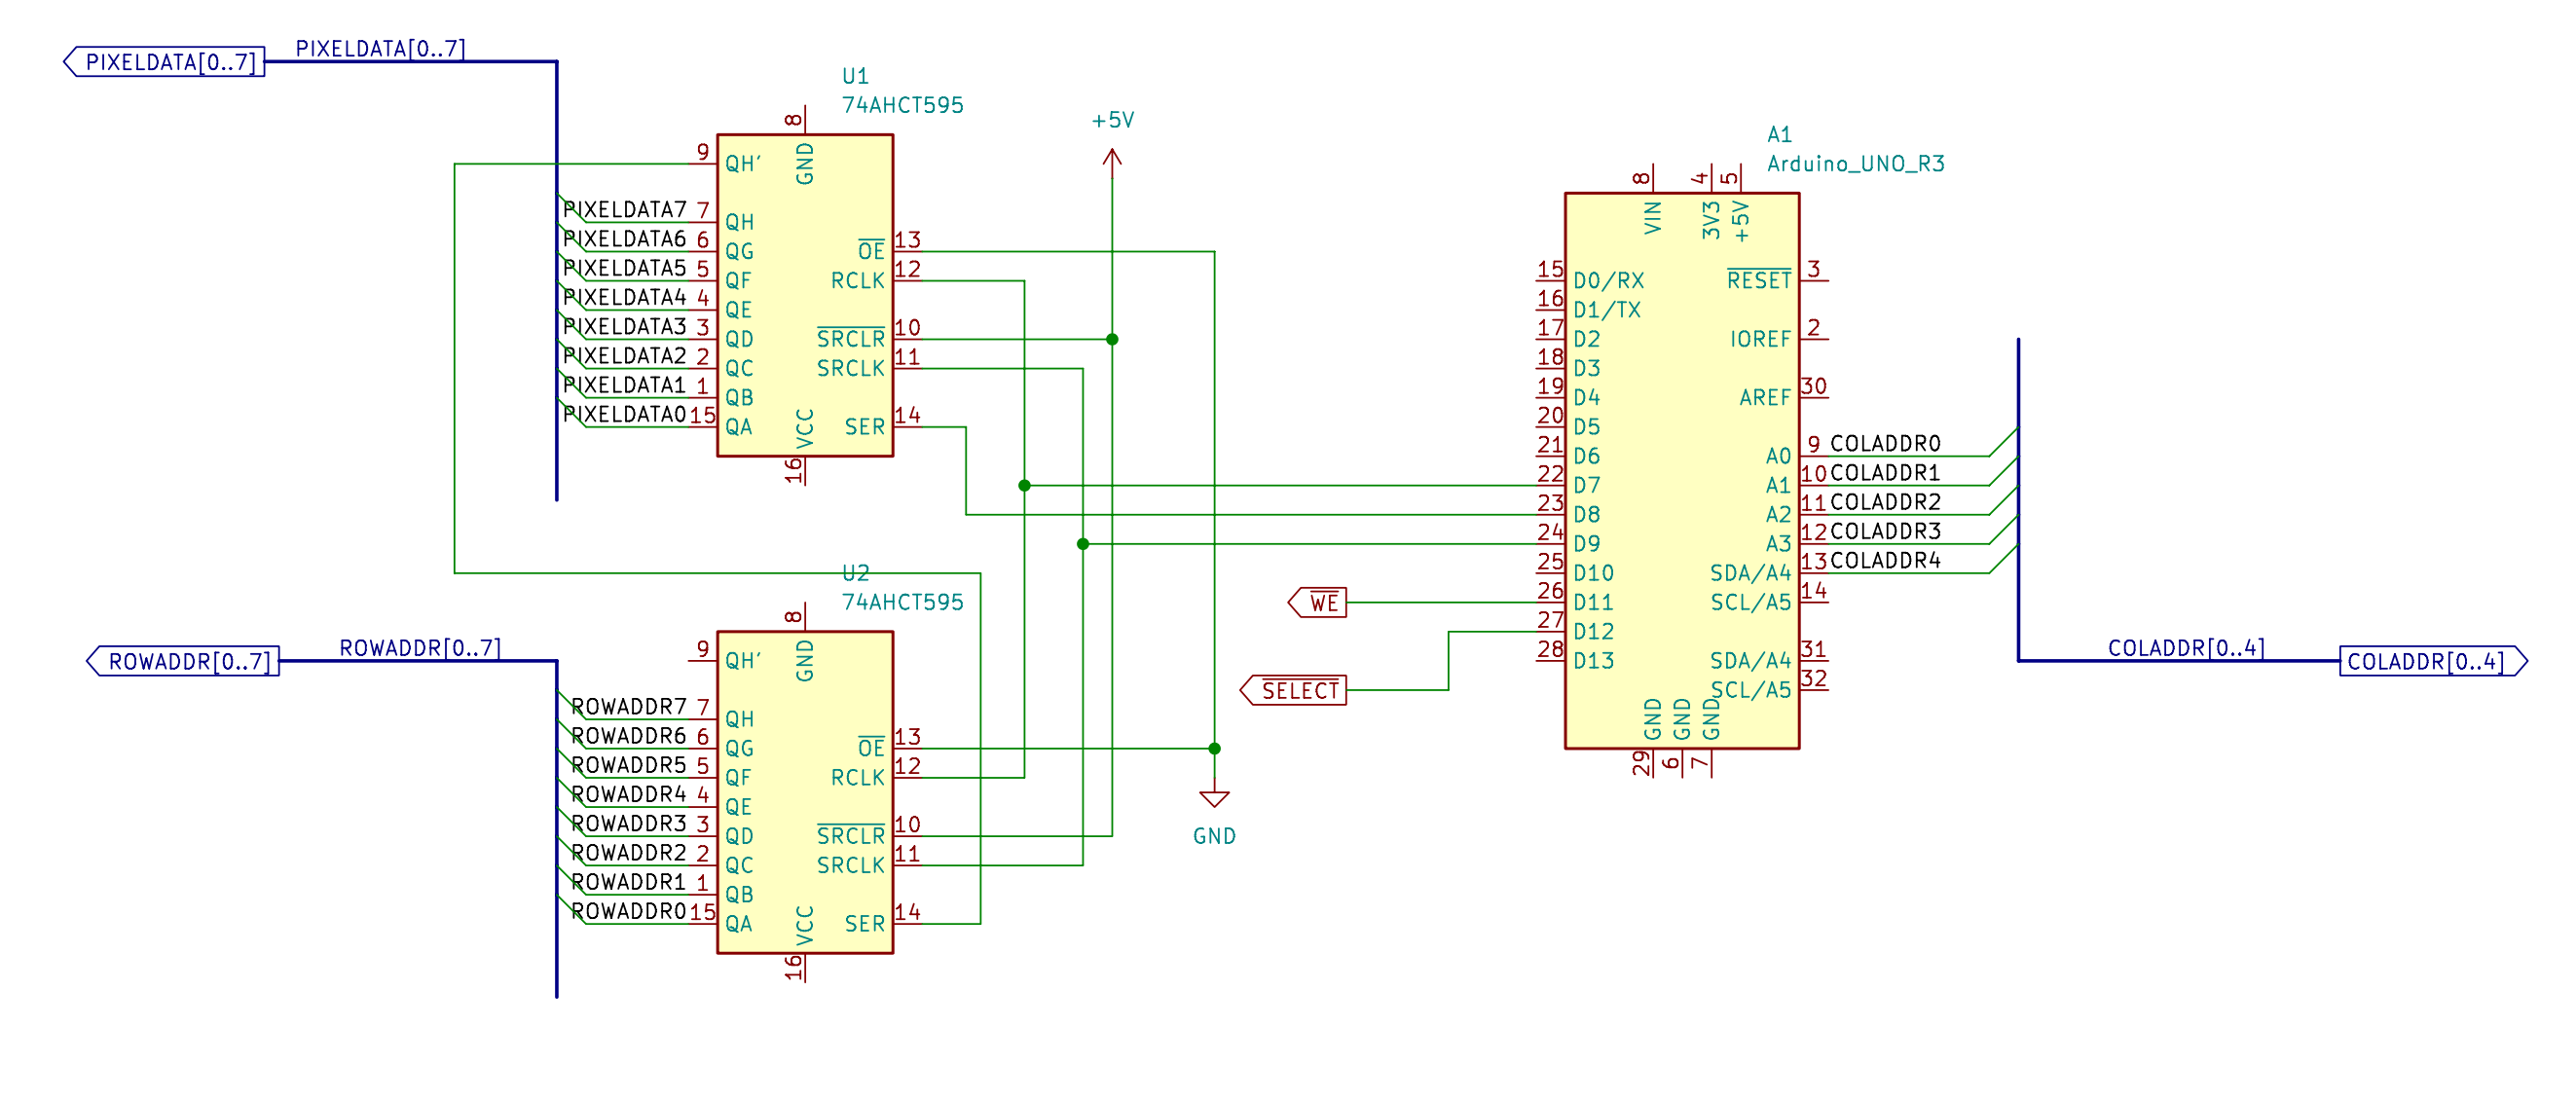 PIXELDATA[0..7]
PIXELDATA[0..7]
U1
74AHCT595
8
GND
9
QH'
PIXELDATA7
7
QH
PIXELDATA6
6
QG
PIXELDATA5
5
QF
PIXELDATA4
4
QE
PIXELDATA3
3
QD
PIXELDATA2
2
QC
PIXELDATA1
1
QB
PIXELDATA0
15
QA
OE
13
RCLK
12
SRCLR
10
SRCLK
11
SER
14
VCC
16
+5V
GND
U2
74AHCT595
8
GND
9
QH'
ROWADDR[0..7]
ROWADDR[0..7]
ROWADDR7
7
QH
ROWADDR6
6
QG
ROWADDR5
5
QF
ROWADDR4
4
QE
ROWADDR3
3
QD
ROWADDR2
2
QC
ROWADDR1
1
QB
ROWADDR0
15
QA
OE
13
RCLK
12
SRCLR
10
SRCLK
11
SER
14
VCC
16
WE
SELECT
A1
Arduino_UNO_R3
8
VIN
4
3V3
5
+5V
15
D0/RX
16
D1/TX
17
D2
18
D3
19
D4
20
D5
21
D6
22
D7
23
D8
24
D9
25
D10
26
D11
27
D12
28
D13
RESET
3
IOREF
2
AREF
30
A0
9
COLADDR0
A1
10
COLADDR1
A2
11
COLADDR2
A3
12
COLADDR3
SDA/A4
13
COLADDR4
SCL/A5
14
SDA/A4
31
SCL/A5
32
GND
29
GND
6
GND
7
COLADDR[0..4]
COLADDR[0..4]